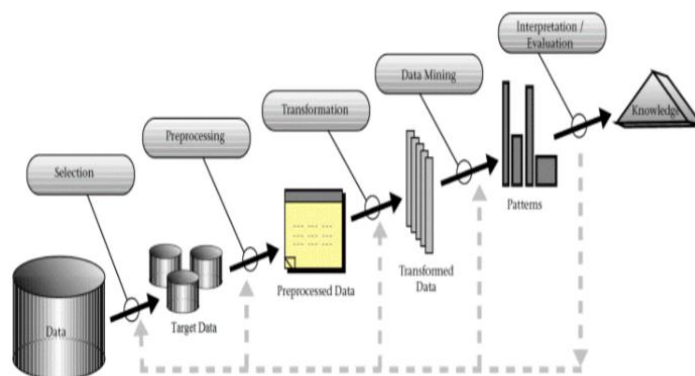 Interpretation /
Evaluation
Data Mining
Transformation
Preprocessing
Selection
Knowledge
Patterns
Transformed
Data
Preprocessed Data
Target Data
Data